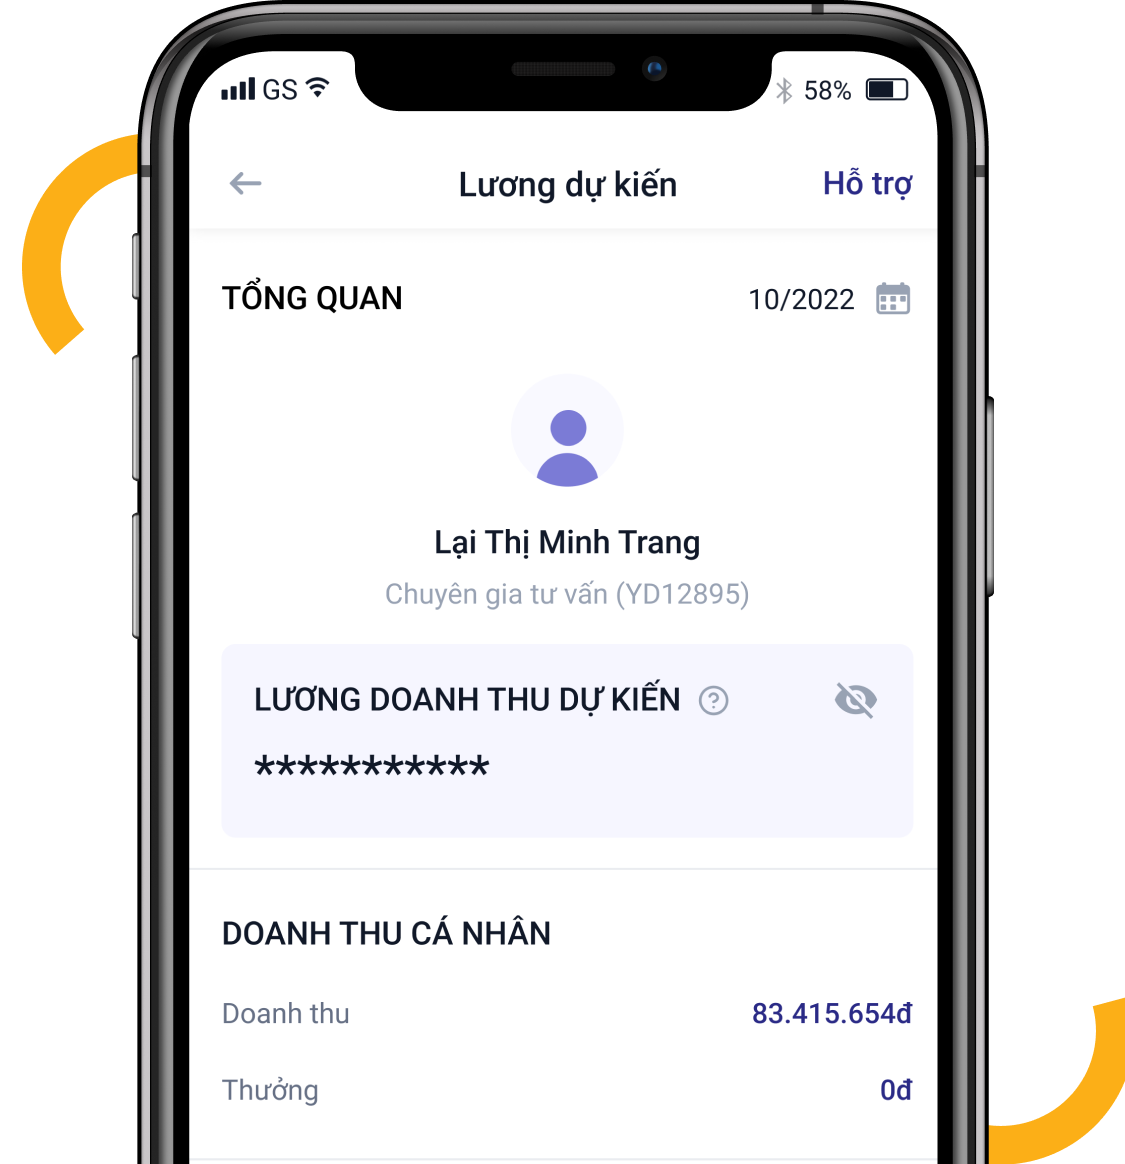 GS 58%
Lương dự kiến Hỗ trợ
TỔNG QUAN 10/2022
Lại Thị Minh Trang
Chuyên gia tư vấn (YD12895)
LƯƠNG DOANH THU DỰ KIẾN ?
***********
DOANH THU CÁ NHÂN
Doanh thu 83.415.654đ
Thưởng 0đ